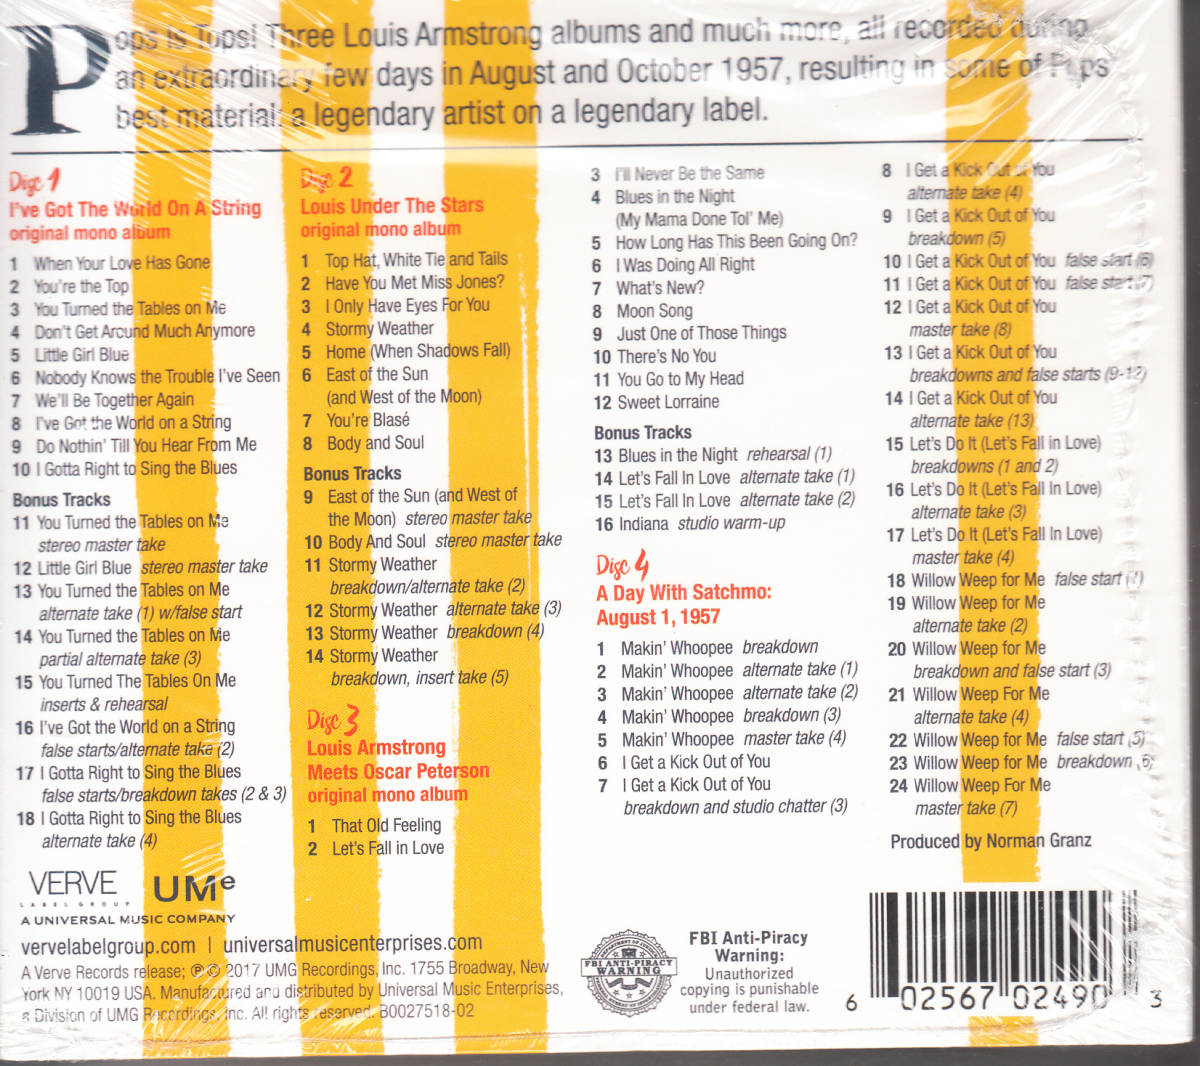 Pops is Tops! Three Louis Armstrong albums and much more, all recorded during
an extraordinary few days in August and October 1957, resulting in some of Pops'
best material: a legendary artist on a legendary label.
Disc 1
I've Got The World On A String
original mono album
1 When Your Love Has Gone
2 You're the Top
3 You Turned the Tables on Me
4 Don't Get Around Much Anymore
5 Little Girl Blue
6 Nobody Knows the Trouble I've Seen
7 We'll Be Together Again
8 I've Got the World on a String
9 Do Nothin' Till You Hear From Me
10 I Gotta Right to Sing the Blues
Bonus Tracks
11 You Turned the Tables on Me
stereo master take
12 Little Girl Blue stereo master take
13 You Turned the Tables on Me
alternate take (1) w/false start
14 You Turned the Tables on Me
partial alternate take (3)
15 You Turned The Tables On Me
inserts & rehearsal
16 I've Got the World on a String
false starts/alternate take (2)
17 I Gotta Right to Sing the Blues
false starts/breakdown takes (2 & 3)
18 I Gotta Right to Sing the Blues
alternate take (4)
Disc 2
Louis Under The Stars
original mono album
1 Top Hat, White Tie and Tails
2 Have You Met Miss Jones?
3 I Only Have Eyes For You
4 Stormy Weather
5 Home (When Shadows Fall)
6 East of the Sun
(and West of the Moon)
7 You're Blasé
8 Body and Soul
Bonus Tracks
9 East of the Sun (and West of
the Moon) stereo master take
10 Body And Soul stereo master take
11 Stormy Weather
breakdown/alternate take (2)
12 Stormy Weather alternate take (3)
13 Stormy Weather breakdown (4)
14 Stormy Weather
breakdown, insert take (5)
Disc 3
Louis Armstrong
Meets Oscar Peterson
original mono album
1 That Old Feeling
2 Let's Fall in Love
3 I'll Never Be the Same
4 Blues in the Night
(My Mama Done Tol' Me)
5 How Long Has This Been Going On?
6 I Was Doing All Right
7 What's New?
8 Moon Song
9 Just One of Those Things
10 There's No You
11 You Go to My Head
12 Sweet Lorraine
Bonus Tracks
13 Blues in the Night rehearsal (1)
14 Let's Fall In Love alternate take (1)
15 Let's Fall In Love alternate take (2)
16 Indiana studio warm-up
Disc 4
A Day With Satchmo:
August 1, 1957
1 Makin' Whoopee breakdown
2 Makin' Whoopee alternate take (1)
3 Makin' Whoopee alternate take (2)
4 Makin' Whoopee breakdown (3)
5 Makin' Whoopee master take (4)
6 I Get a Kick Out of You
7 I Get a Kick Out of You
breakdown and studio chatter (3)
8 I Get a Kick Out of You
alternate take (4)
9 I Get a Kick Out of You
breakdown (5)
10 I Get a Kick Out of You false start (6)
11 I Get a Kick Out of You false start (7)
12 I Get a Kick Out of You
master take (8)
13 I Get a Kick Out of You
breakdowns and false starts (9-12)
14 I Get a Kick Out of You
alternate take (13)
15 Let's Do It (Let's Fall in Love)
breakdowns (1 and 2)
16 Let's Do It (Let's Fall in Love)
alternate take (3)
17 Let's Do It (Let's Fall In Love)
master take (4)
18 Willow Weep for Me false start (1)
19 Willow Weep for Me
alternate take (2)
20 Willow Weep for Me
breakdown and false start (3)
21 Willow Weep For Me
alternate take (4)
22 Willow Weep for Me false start (5)
23 Willow Weep for Me breakdown (6)
24 Willow Weep For Me
master take (7)
Produced by Norman Granz
VERVE UMe
LABEL GROUP
A UNIVERSAL MUSIC COMPANY
vervelabelgroup.com | universalmusicenterprises.com
A Verve Records release; ℗ © 2017 UMG Recordings, Inc. 1755 Broadway, New
York NY 10019 USA. Manufactured and distributed by Universal Music Enterprises,
a Division of UMG Recordings, Inc. All rights reserved. B0027518-02
FBI ANTI-PIRACY
WARNING
FBI Anti-Piracy
Warning:
Unauthorized
copying is punishable
under federal law.
6 02567 02490 3